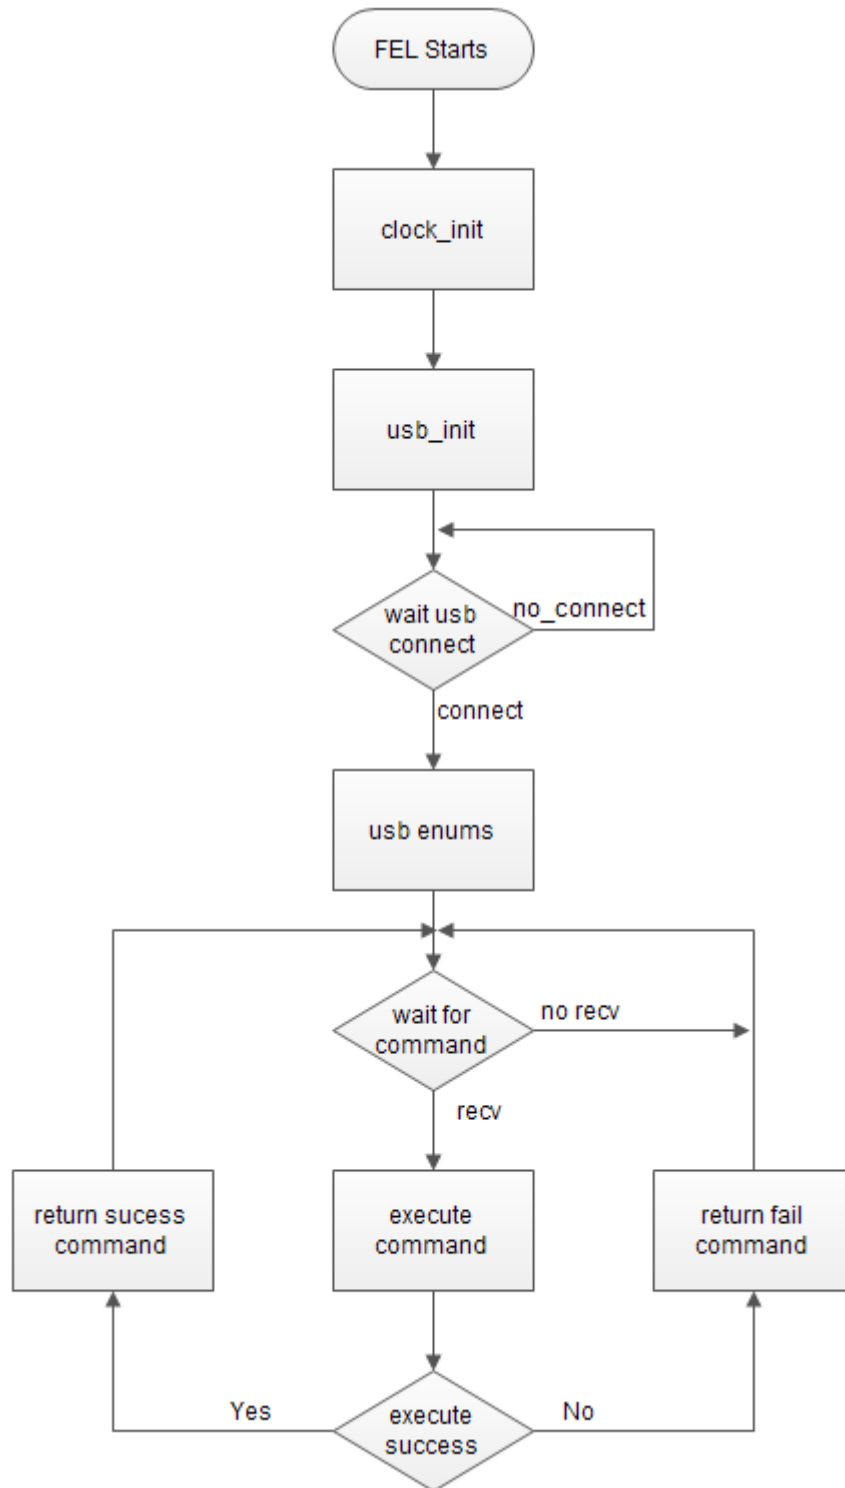 FEL Starts
clock_init
usb_init
wait usb
connect
no_connect
connect
usb enums
wait for
command
no recv
recv
return sucess
command
execute
command
return fail
command
Yes
execute
success
No